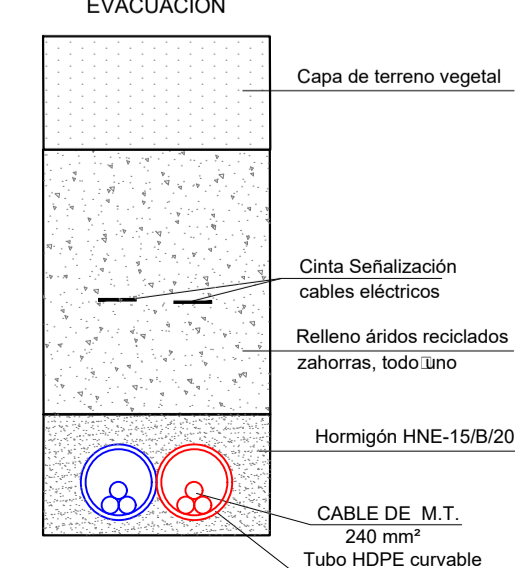 EVACUACIÓN
Capa de terreno vegetal
Cinta Señalización
cables eléctricos
Relleno áridos reciclados
zahorras, todo uno
Hormigón HNE-15/B/20
CABLE DE M.T.
240 mm²
Tubo HDPE curvable